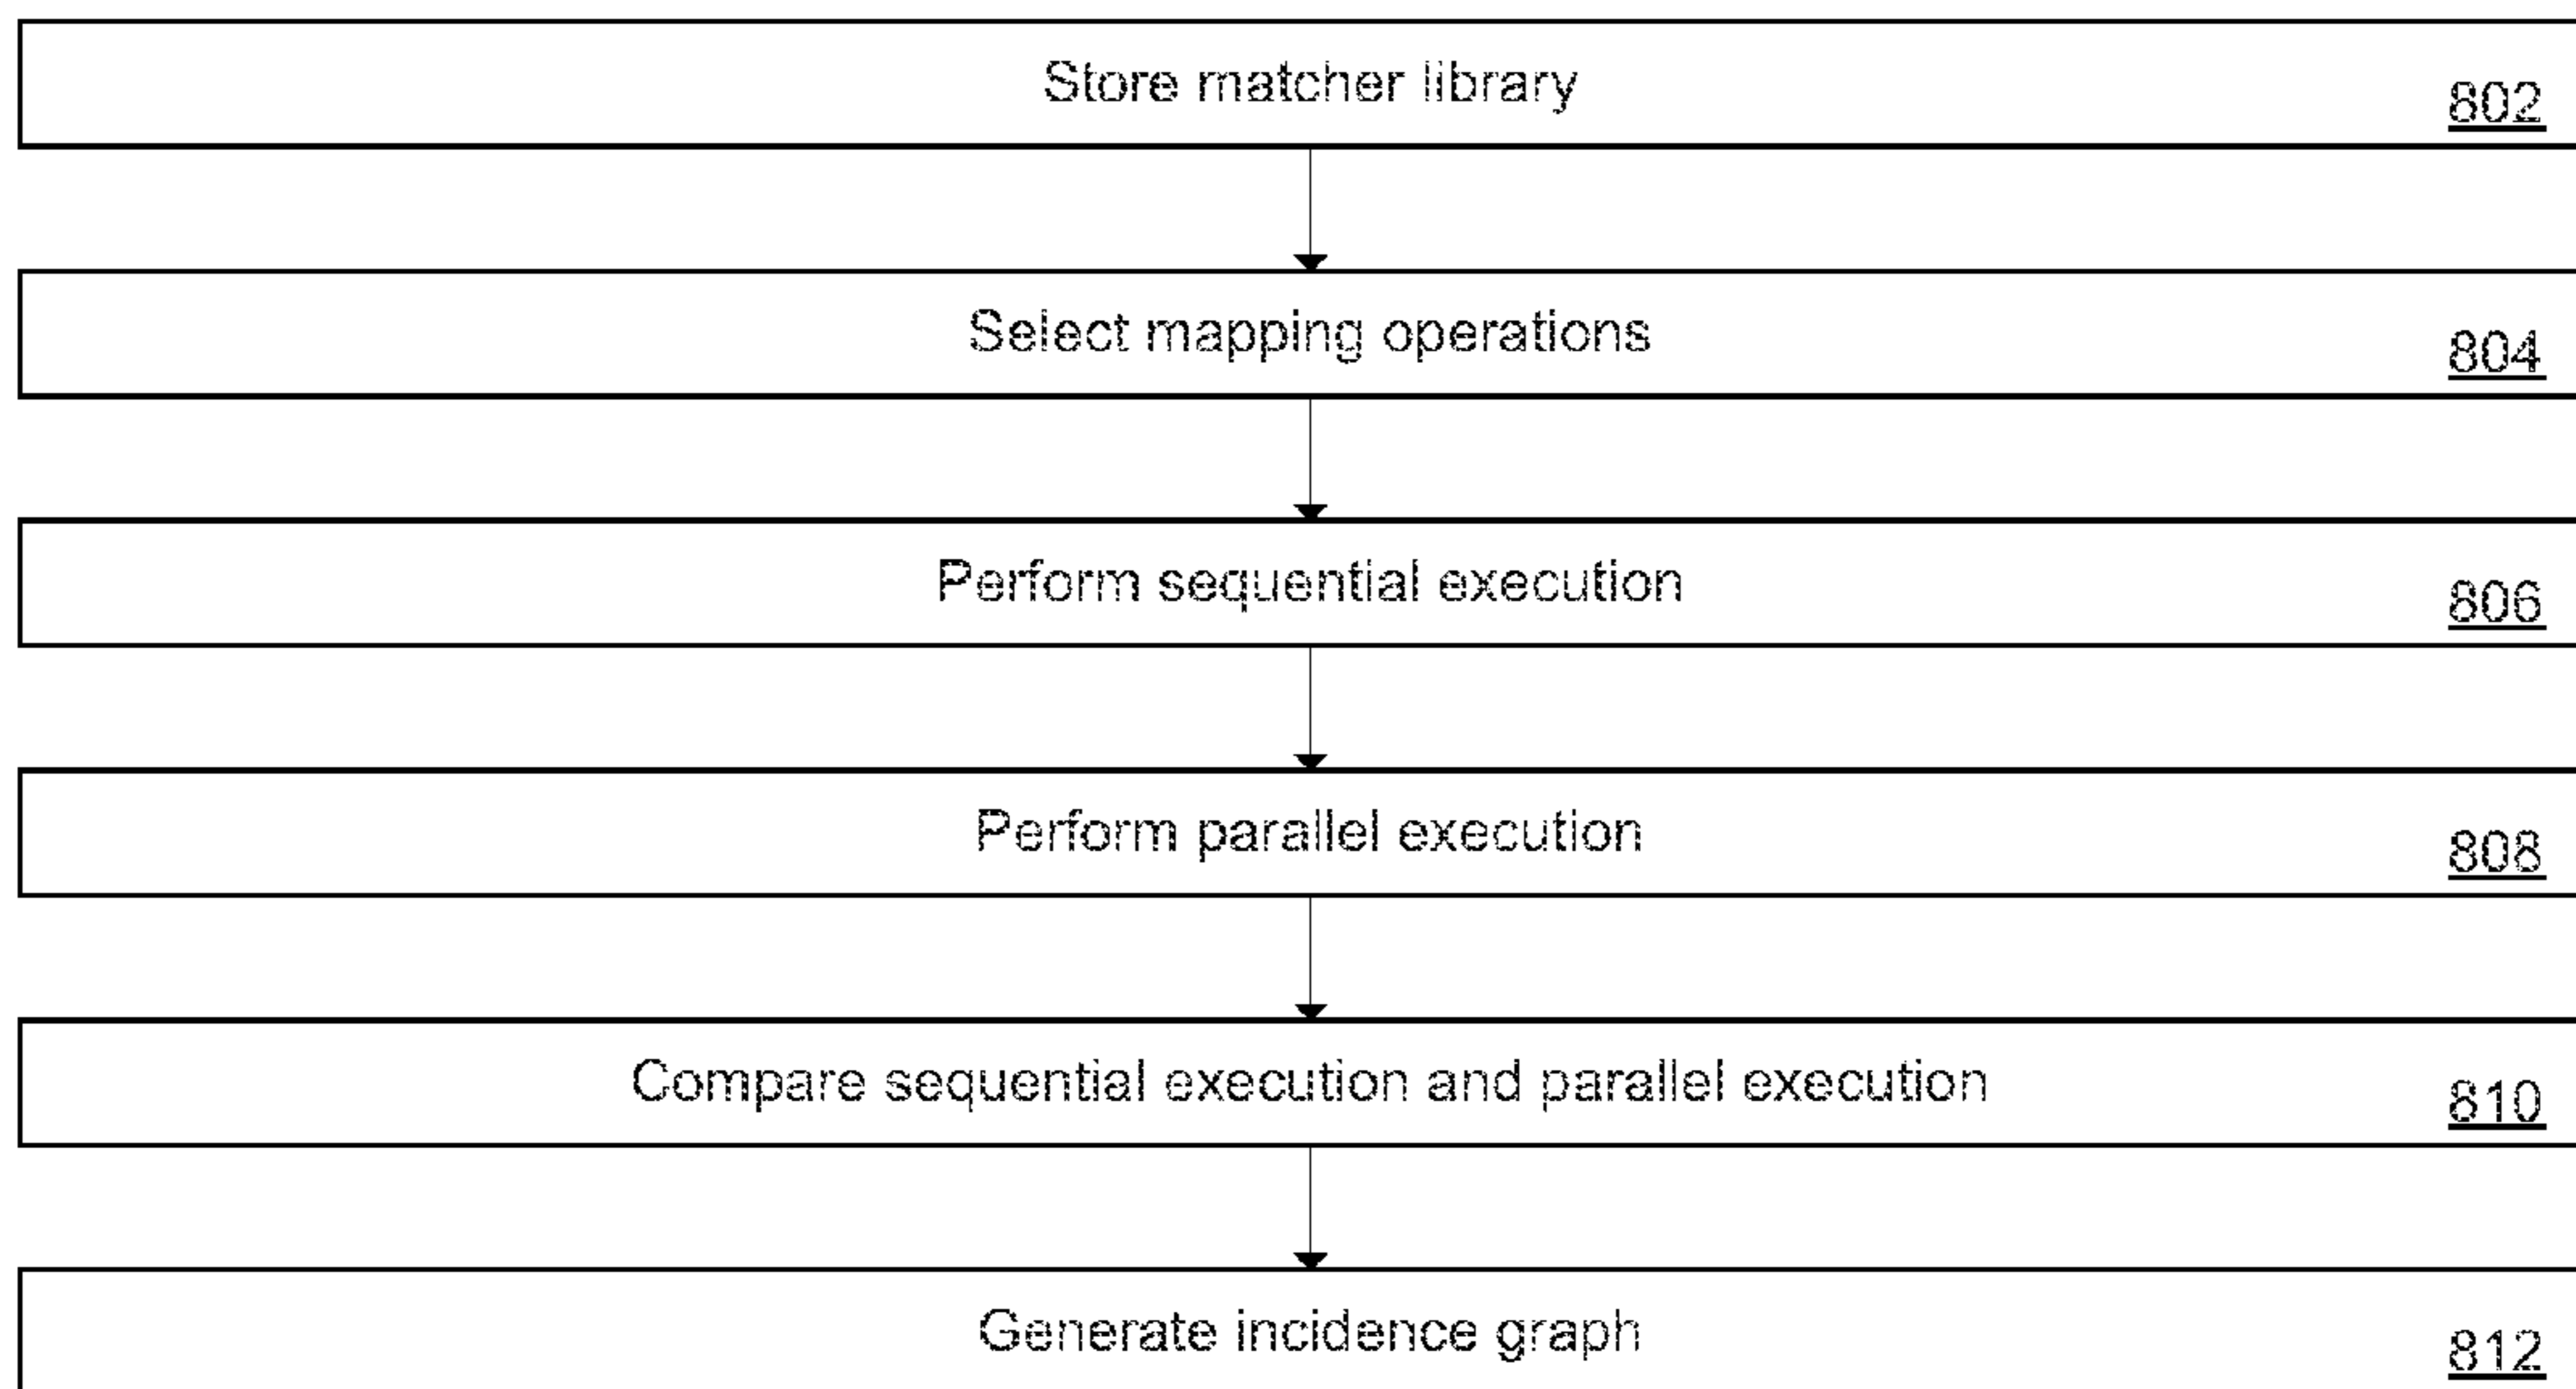 Store matcher library
802
Select mapping operations
804
Perform sequential execution
806
Perform parallel execution
808
Compare sequential execution and parallel execution
810
Generate incidence graph
812